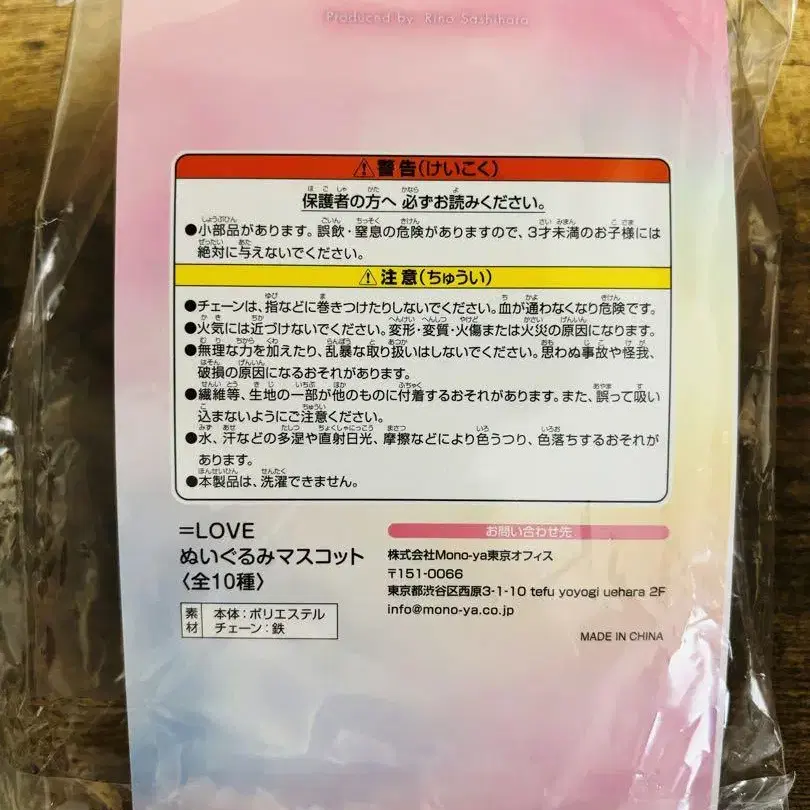 Produced by Rino Sashihara
⚠警告(けいこく)
保護者の方へ 必ずお読みください。
●小部品があります。誤飲・窒息の危険がありますので、3才未満のお子様には
絶対に与えないでください。
⚠注意(ちゅうい)
●チェーンは、指などに巻きつけたりしないでください。血が通わなくなり危険です。
●火気には近づけないでください。変形・変質・火傷または火災の原因になります。
●無理な力を加えたり、乱暴な取り扱いはしないでください。思わぬ事故や怪我、
破損の原因になるおそれがあります。
●繊維等、生地の一部が他のものに付着するおそれがあります。また、誤って吸い
込まないようにご注意ください。
●水、汗などの多湿や直射日光、摩擦などにより色うつり、色落ちするおそれが
あります。
●本製品は、洗濯できません。
=LOVE
ぬいぐるみマスコット
〈全10種〉
素材
本体:ポリエステル
チェーン:鉄
お問い合わせ先
株式会社Mono-ya東京オフィス
〒151-0066
東京都渋谷区西原3-1-10 tefu yoyogi uehara 2F
info@mono-ya.co.jp
MADE IN CHINA